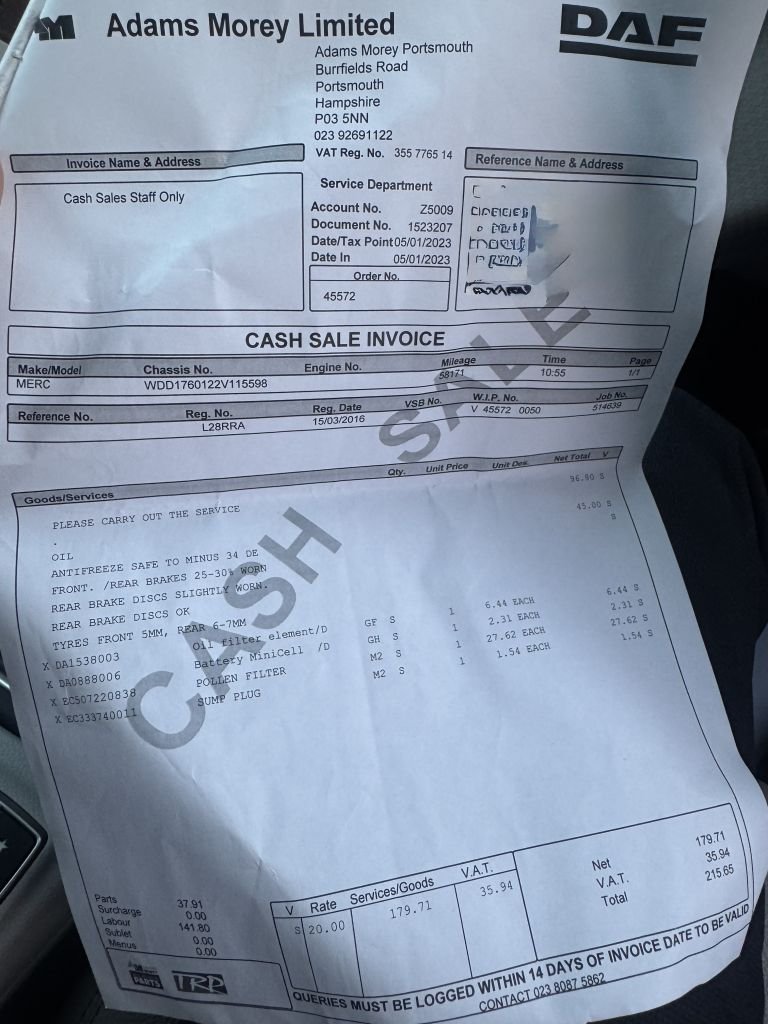 AM Adams Morey Limited
DAF
Adams Morey Portsmouth
Burrfields Road
Portsmouth
Hampshire
P03 5NN
023 92691122
VAT Reg. No. 355 7765 14
Invoice Name & Address
Cash Sales Staff Only
Service Department
Account No. Z5009
Document No. 1523207
Date/Tax Point 05/01/2023
Date In 05/01/2023
Order No.
45572
Reference Name & Address
CASH SALE INVOICE
Make/Model Chassis No. Engine No. Mileage Time Page
MERC WDD1760122V115598 58171 10:55 1/1
Reference No. Reg. No. Reg. Date VSB No. W.I.P. No. Job No.
L28RRA 15/03/2016 V 45572 0050 514639
Goods/Services Qty. Unit Price Unit Des. Net Total V
PLEASE CARRY OUT THE SERVICE 96.80 S
.
OIL 45.00 S
ANTIFREEZE SAFE TO MINUS 34 DE S
FRONT. /REAR BRAKES 25-30% WORN
REAR BRAKE DISCS SLIGHTLY WORN.
REAR BRAKE DISCS OK
TYRES FRONT 5MM, REAR 6-7MM
X DA1538003 Oil filter element/D GF S 1 6.44 EACH 6.44 S
X DA0888006 Battery MiniCell /D GH S 1 2.31 EACH 2.31 S
X EC507220838 POLLEN FILTER M2 S 1 27.62 EACH 27.62 S
X EC333740011 SUMP PLUG M2 S 1 1.54 EACH 1.54 S
CASH SALE
Parts 37.91
Surcharge 0.00
Labour 141.80
Sublet 0.00
Menus 0.00
V Rate Services/Goods V.A.T.
S 20.00 179.71 35.94
Net 179.71
V.A.T. 35.94
Total 215.65
PARTS TRP
QUERIES MUST BE LOGGED WITHIN 14 DAYS OF INVOICE DATE TO BE VALID
CONTACT 023 8087 5862